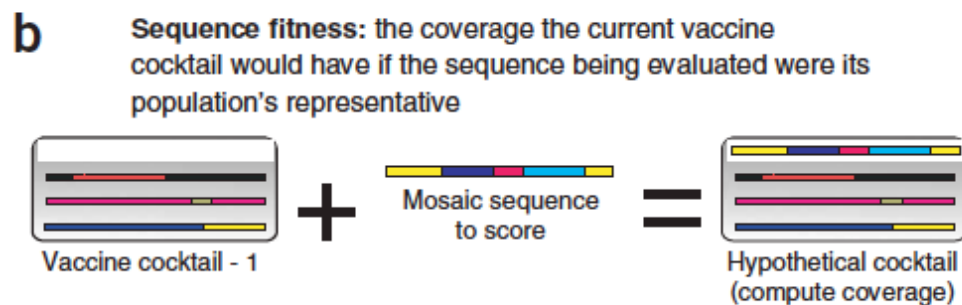 b
Sequence fitness: the coverage the current vaccine
cocktail would have if the sequence being evaluated were its
population's representative
+
=
Mosaic sequence
to score
Vaccine cocktail - 1
Hypothetical cocktail
(compute coverage)